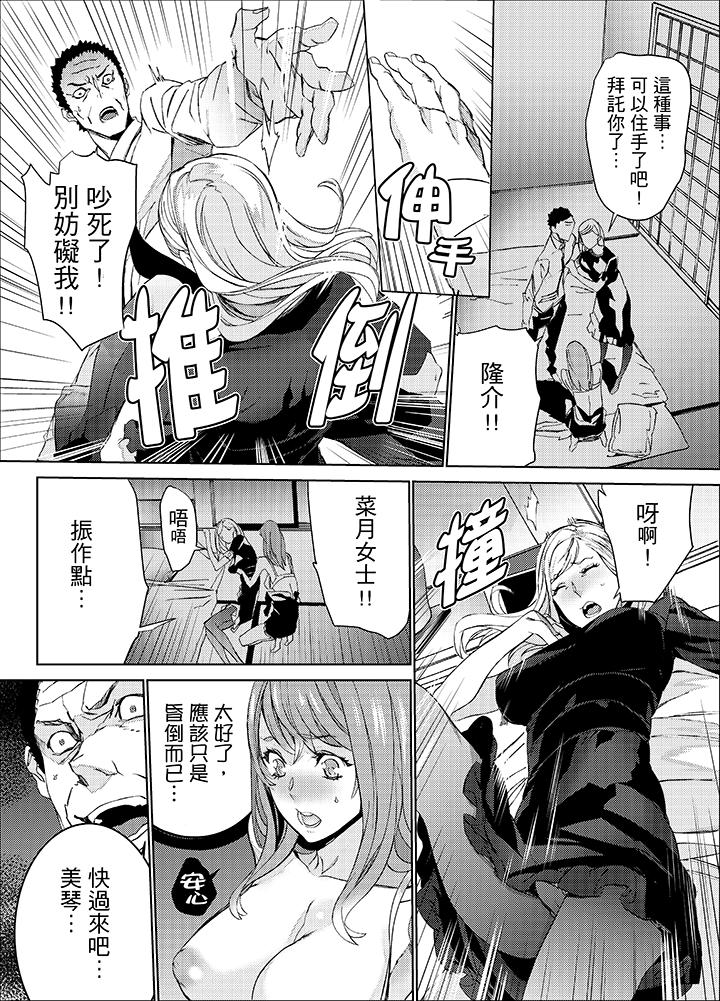 這種事…
可以住手了吧！
拜託你了…
伸手
隆介!!
吵死了！
別妨礙我!!
推倒
呀啊！
撞
菜月女士!!
唔唔
振作點…
太好了，
應該只是
昏倒而已…
安心
快過來吧…
美琴…